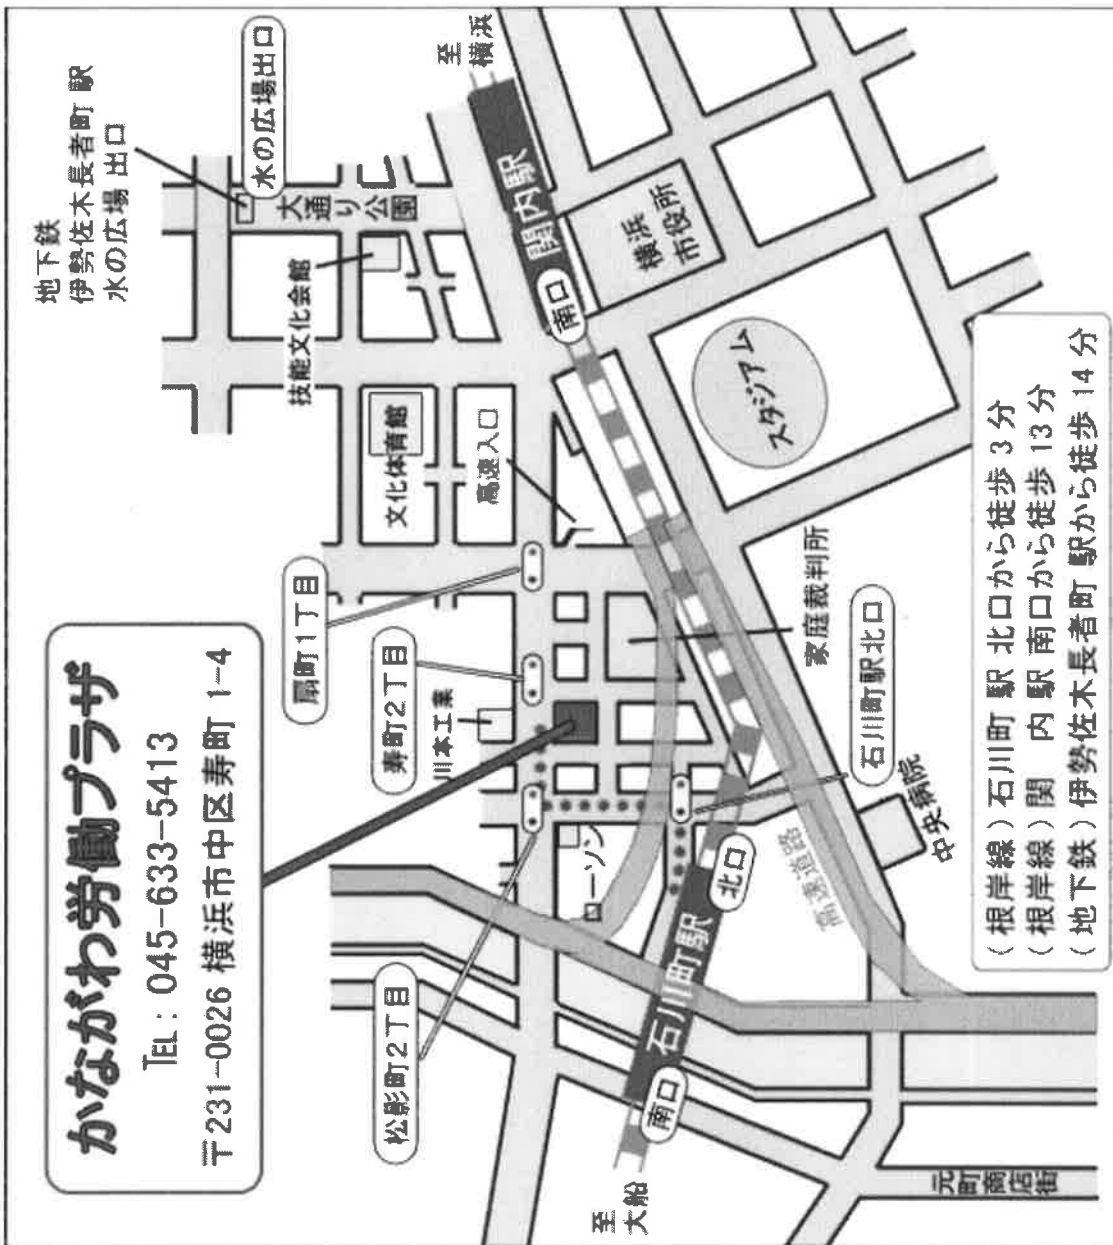 かながわ労働プラザ
TEL: 045-633-5413
〒231-0026 横浜市中区寿町 1-4
地下鉄
伊勢佐木長者町 駅
水の広場 出口
水の広場出口
大通り公園
技能文化会館
文化体育館
高速入口
扇町1丁目
寿町2丁目
川本工業
松影町2丁目
ローソン
至
横浜
関内駅
南口
横浜
市役所
スタジアム
家庭裁判所
石川町駅北口
中央病院
高速道路
北口
石川町駅
南口
至
大船
元町商店街
(根岸線) 石川町 駅 北口から徒歩 3 分
(根岸線) 関 内 駅 南口から徒歩 13 分
(地下鉄) 伊勢佐木長者町 駅から徒歩 14 分